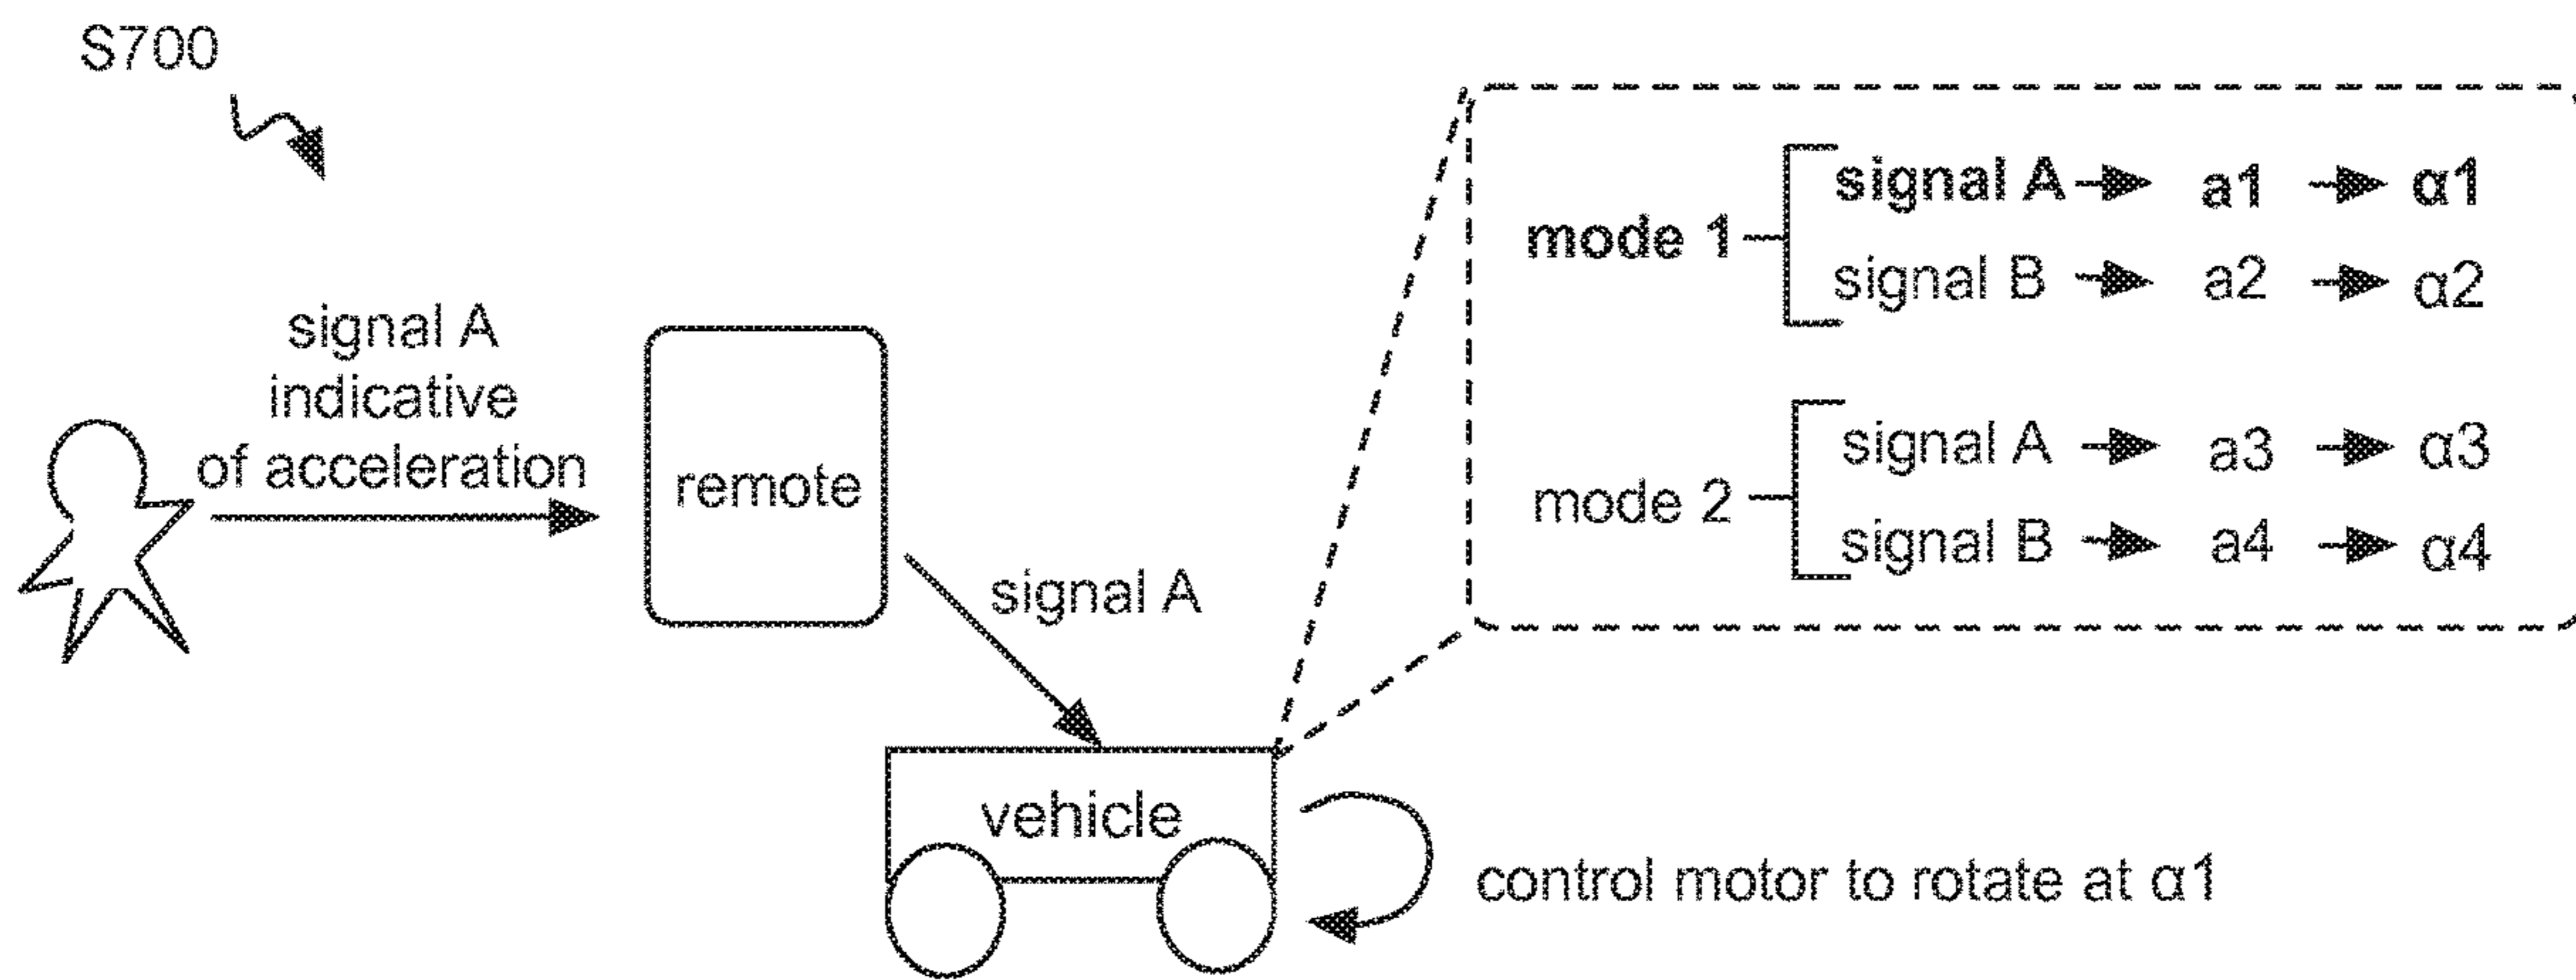 S700
signal A
indicative
of acceleration
remote
signal A
vehicle
control motor to rotate at α1
mode 1
signal A a1 α1
signal B a2 α2
mode 2
signal A a3 α3
signal B a4 α4